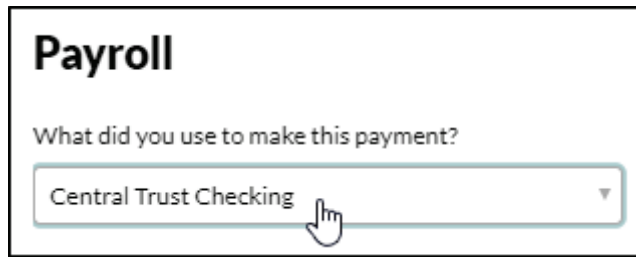 Payroll
What did you use to make this payment?
Central Trust Checking